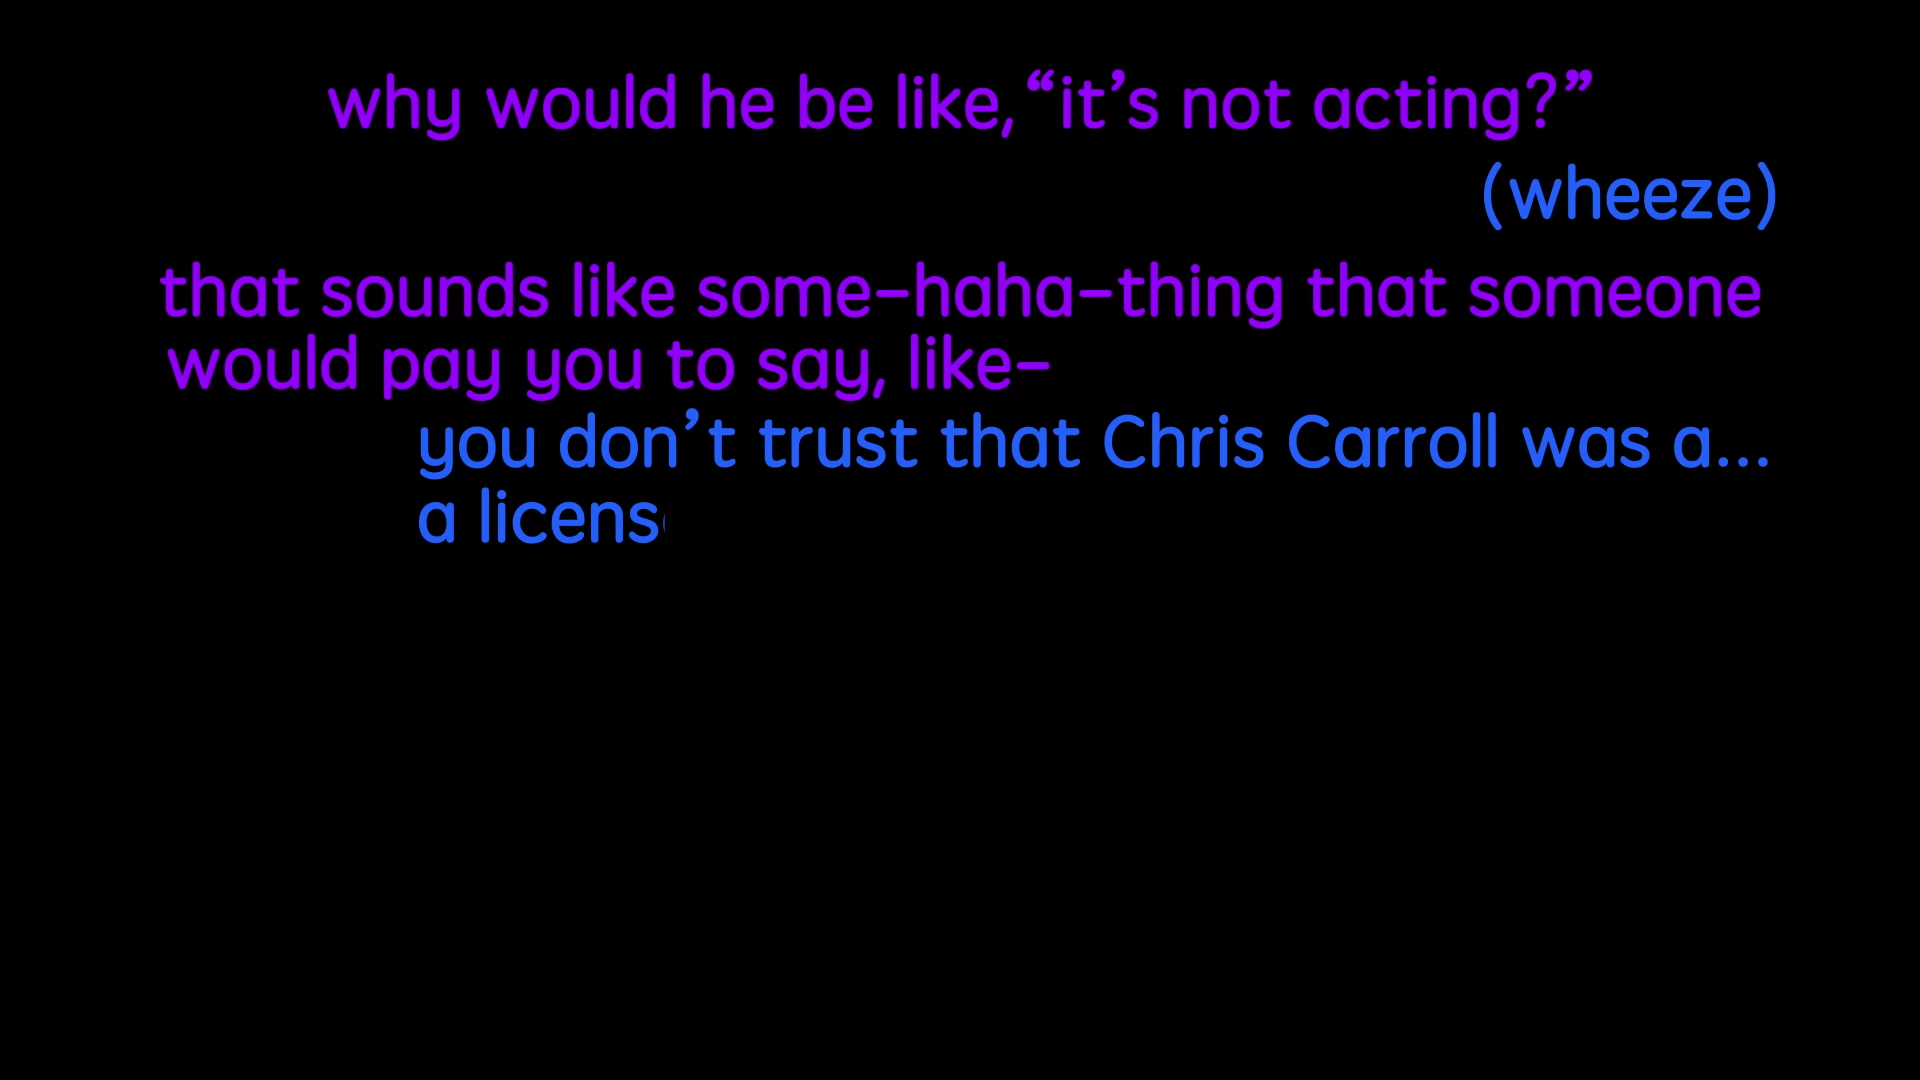 why would he be like, “it’s not acting?”
(wheeze)
that sounds like some-haha-thing that someone
would pay you to say, like-
you don’t trust that Chris Carroll was a...
a licens